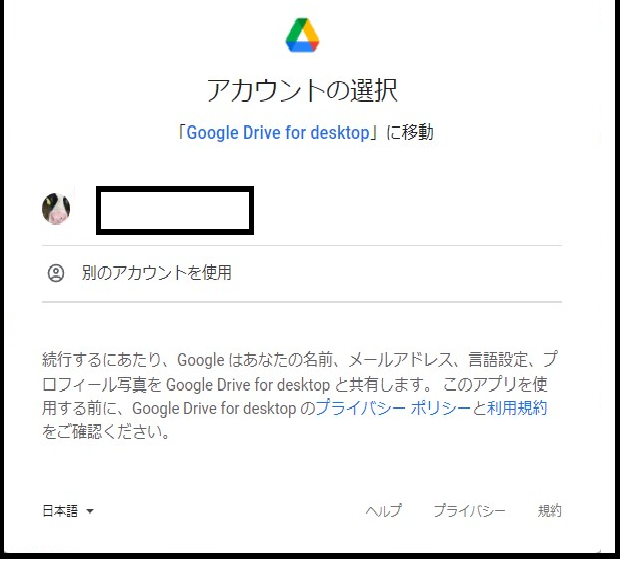 アカウントの選択
「Google Drive for desktop」に移動
別のアカウントを使用
続行するにあたり、Google はあなたの名前、メールアドレス、言語設定、プ
ロフィール写真を Google Drive for desktop と共有します。 このアプリを使
用する前に、Google Drive for desktop のプライバシー ポリシーと利用規約
をご確認ください。
日本語 ヘルプ プライバシー 規約